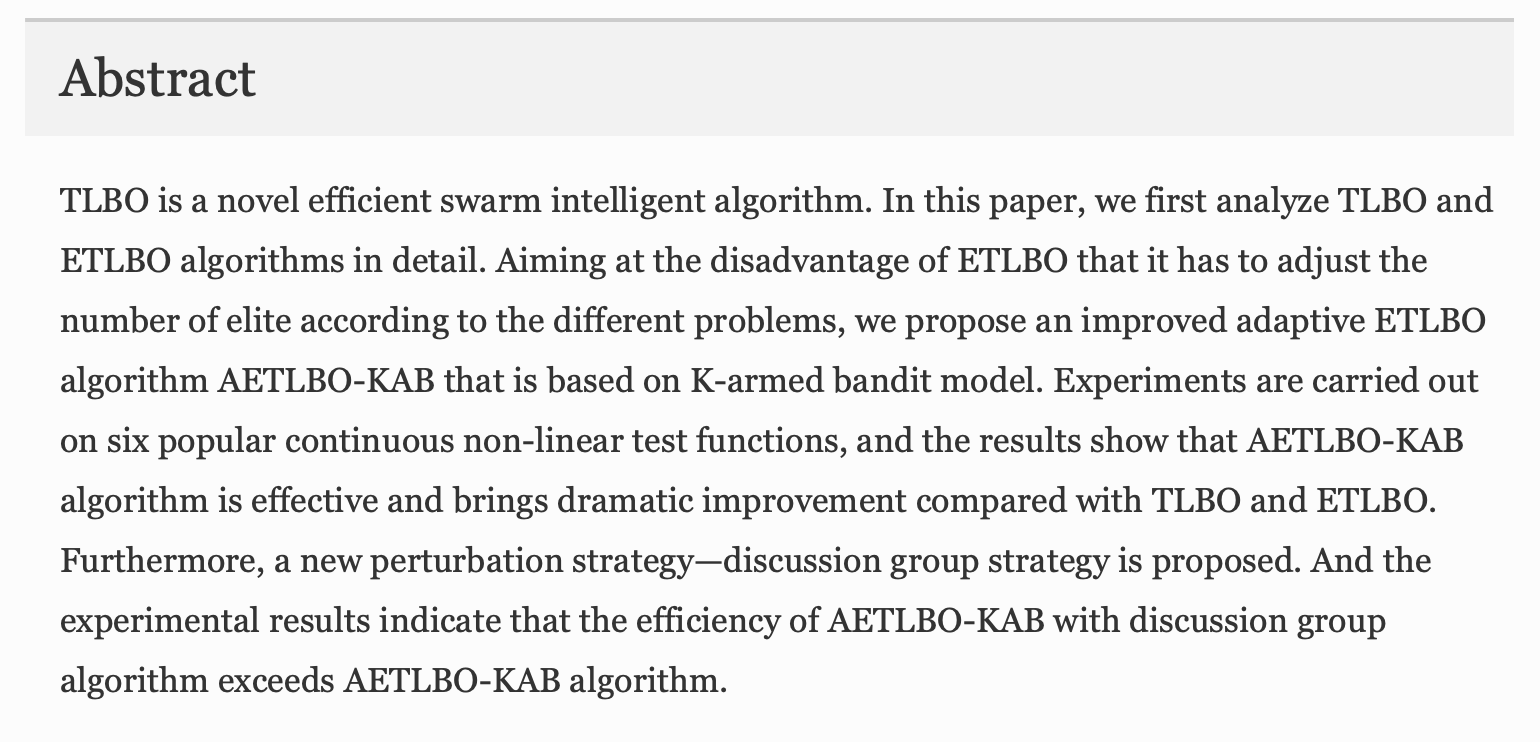 Abstract
TLBO is a novel efficient swarm intelligent algorithm. In this paper, we first analyze TLBO and
ETLBO algorithms in detail. Aiming at the disadvantage of ETLBO that it has to adjust the
number of elite according to the different problems, we propose an improved adaptive ETLBO
algorithm AETLBO-KAB that is based on K-armed bandit model. Experiments are carried out
on six popular continuous non-linear test functions, and the results show that AETLBO-KAB
algorithm is effective and brings dramatic improvement compared with TLBO and ETLBO.
Furthermore, a new perturbation strategy—discussion group strategy is proposed. And the
experimental results indicate that the efficiency of AETLBO-KAB with discussion group
algorithm exceeds AETLBO-KAB algorithm.